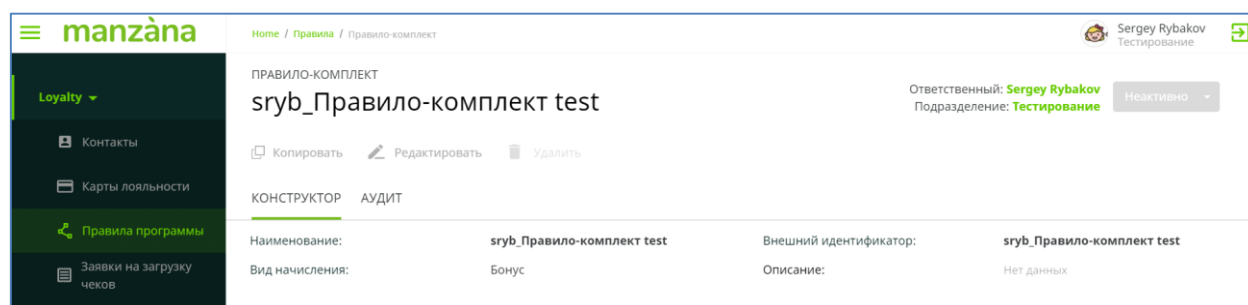 manzàna
Home / Правила / Правило-комплект
Sergey Rybakov
Тестирование
Loyalty
Контакты
Карты лояльности
Правила программы
Заявки на загрузку
чеков
ПРАВИЛО-КОМПЛЕКТ
sryb_Правило-комплект test
Ответственный: Sergey Rybakov
Подразделение: Тестирование
Неактивно
Копировать Редактировать Удалить
КОНСТРУКТОР АУДИТ
Наименование: sryb_Правило-комплект test Внешний идентификатор: sryb_Правило-комплект test
Вид начисления: Бонус Описание: Нет данных